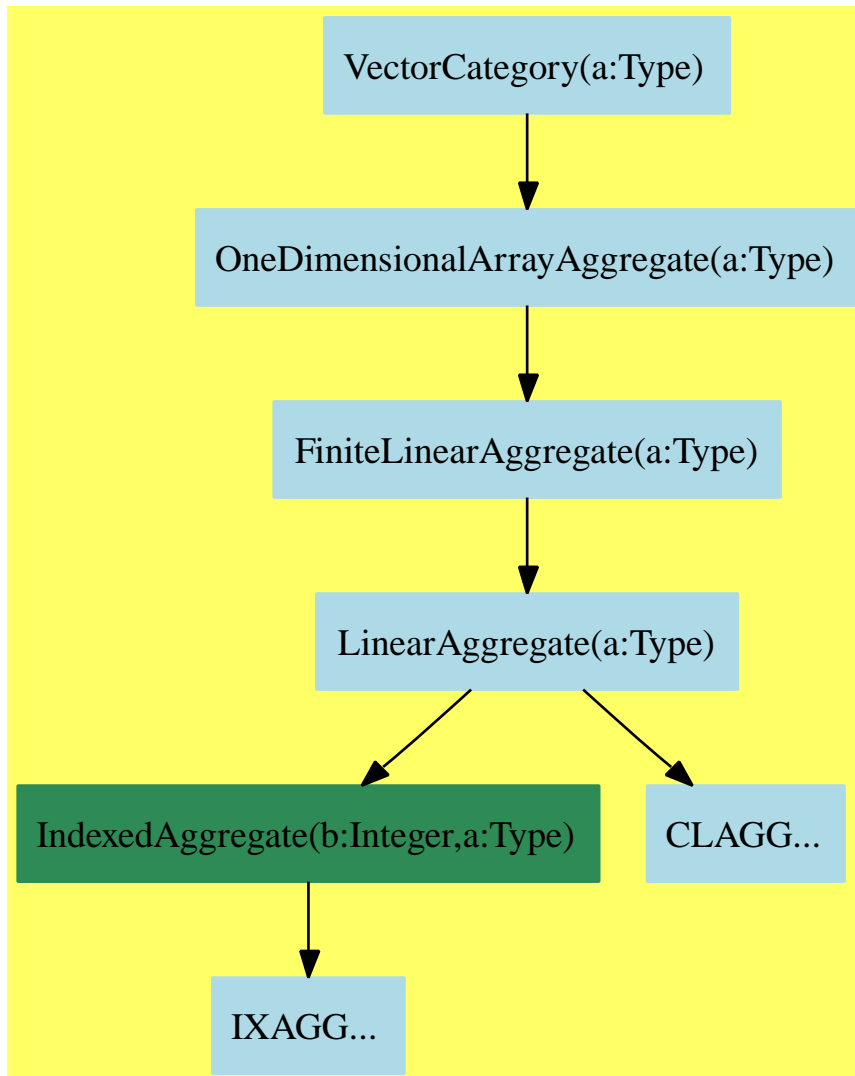 VectorCategory(a:Type)
OneDimensionalArrayAggregate(a:Type)
FiniteLinearAggregate(a:Type)
LinearAggregate(a:Type)
IndexedAggregate(b:Integer,a:Type)
CLAGG...
IXAGG...